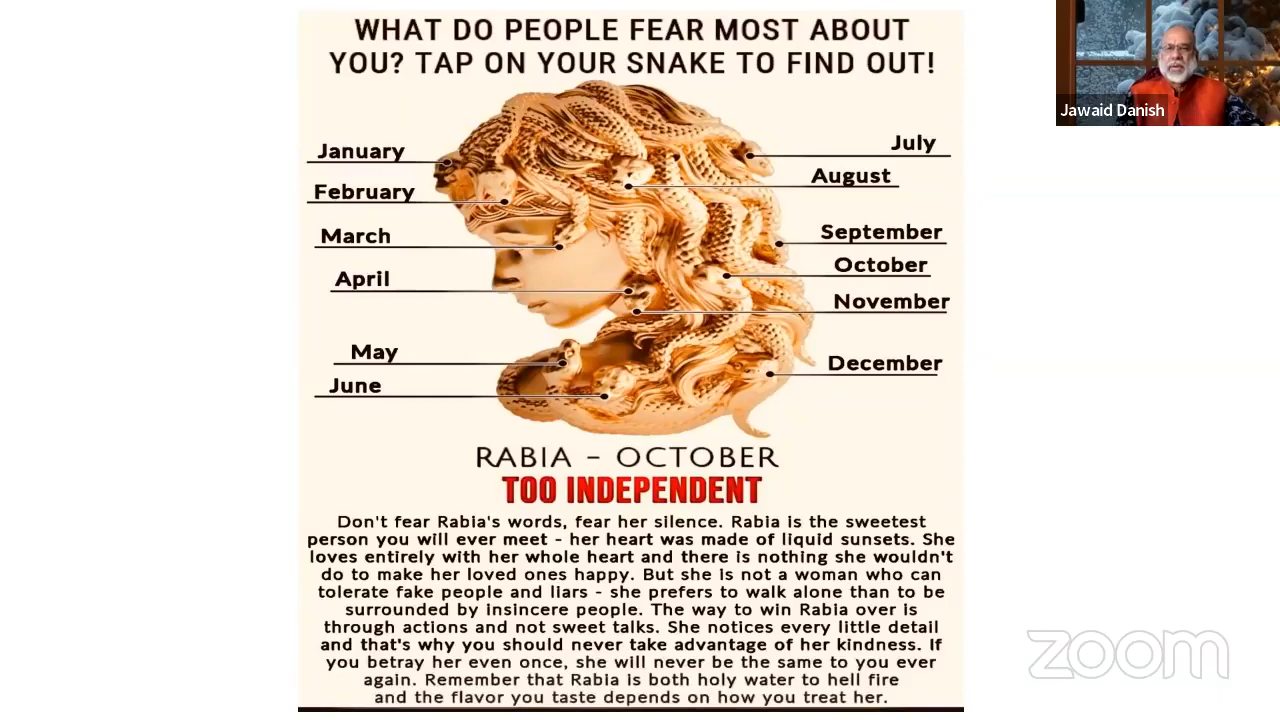 WHAT DO PEOPLE FEAR MOST ABOUT
YOU? TAP ON YOUR SNAKE TO FIND OUT!
Jawaid Danish
January
February
March
April
May
June
July
August
September
October
November
December
RABIA - OCTOBER
TOO INDEPENDENT
Don't fear Rabia's words, fear her silence. Rabia is the sweetest
person you will ever meet - her heart was made of liquid sunsets. She
loves entirely with her whole heart and there is nothing she wouldn't
do to make her loved ones happy. But she is not a woman who can
tolerate fake people and liars - she prefers to walk alone than to be
surrounded by insincere people. The way to win Rabia over is
through actions and not sweet talks. She notices every little detail
and that's why you should never take advantage of her kindness. If
you betray her even once, she will never be the same to you ever
again. Remember that Rabia is both holy water to hell fire
and the flavor you taste depends on how you treat her.
zoom